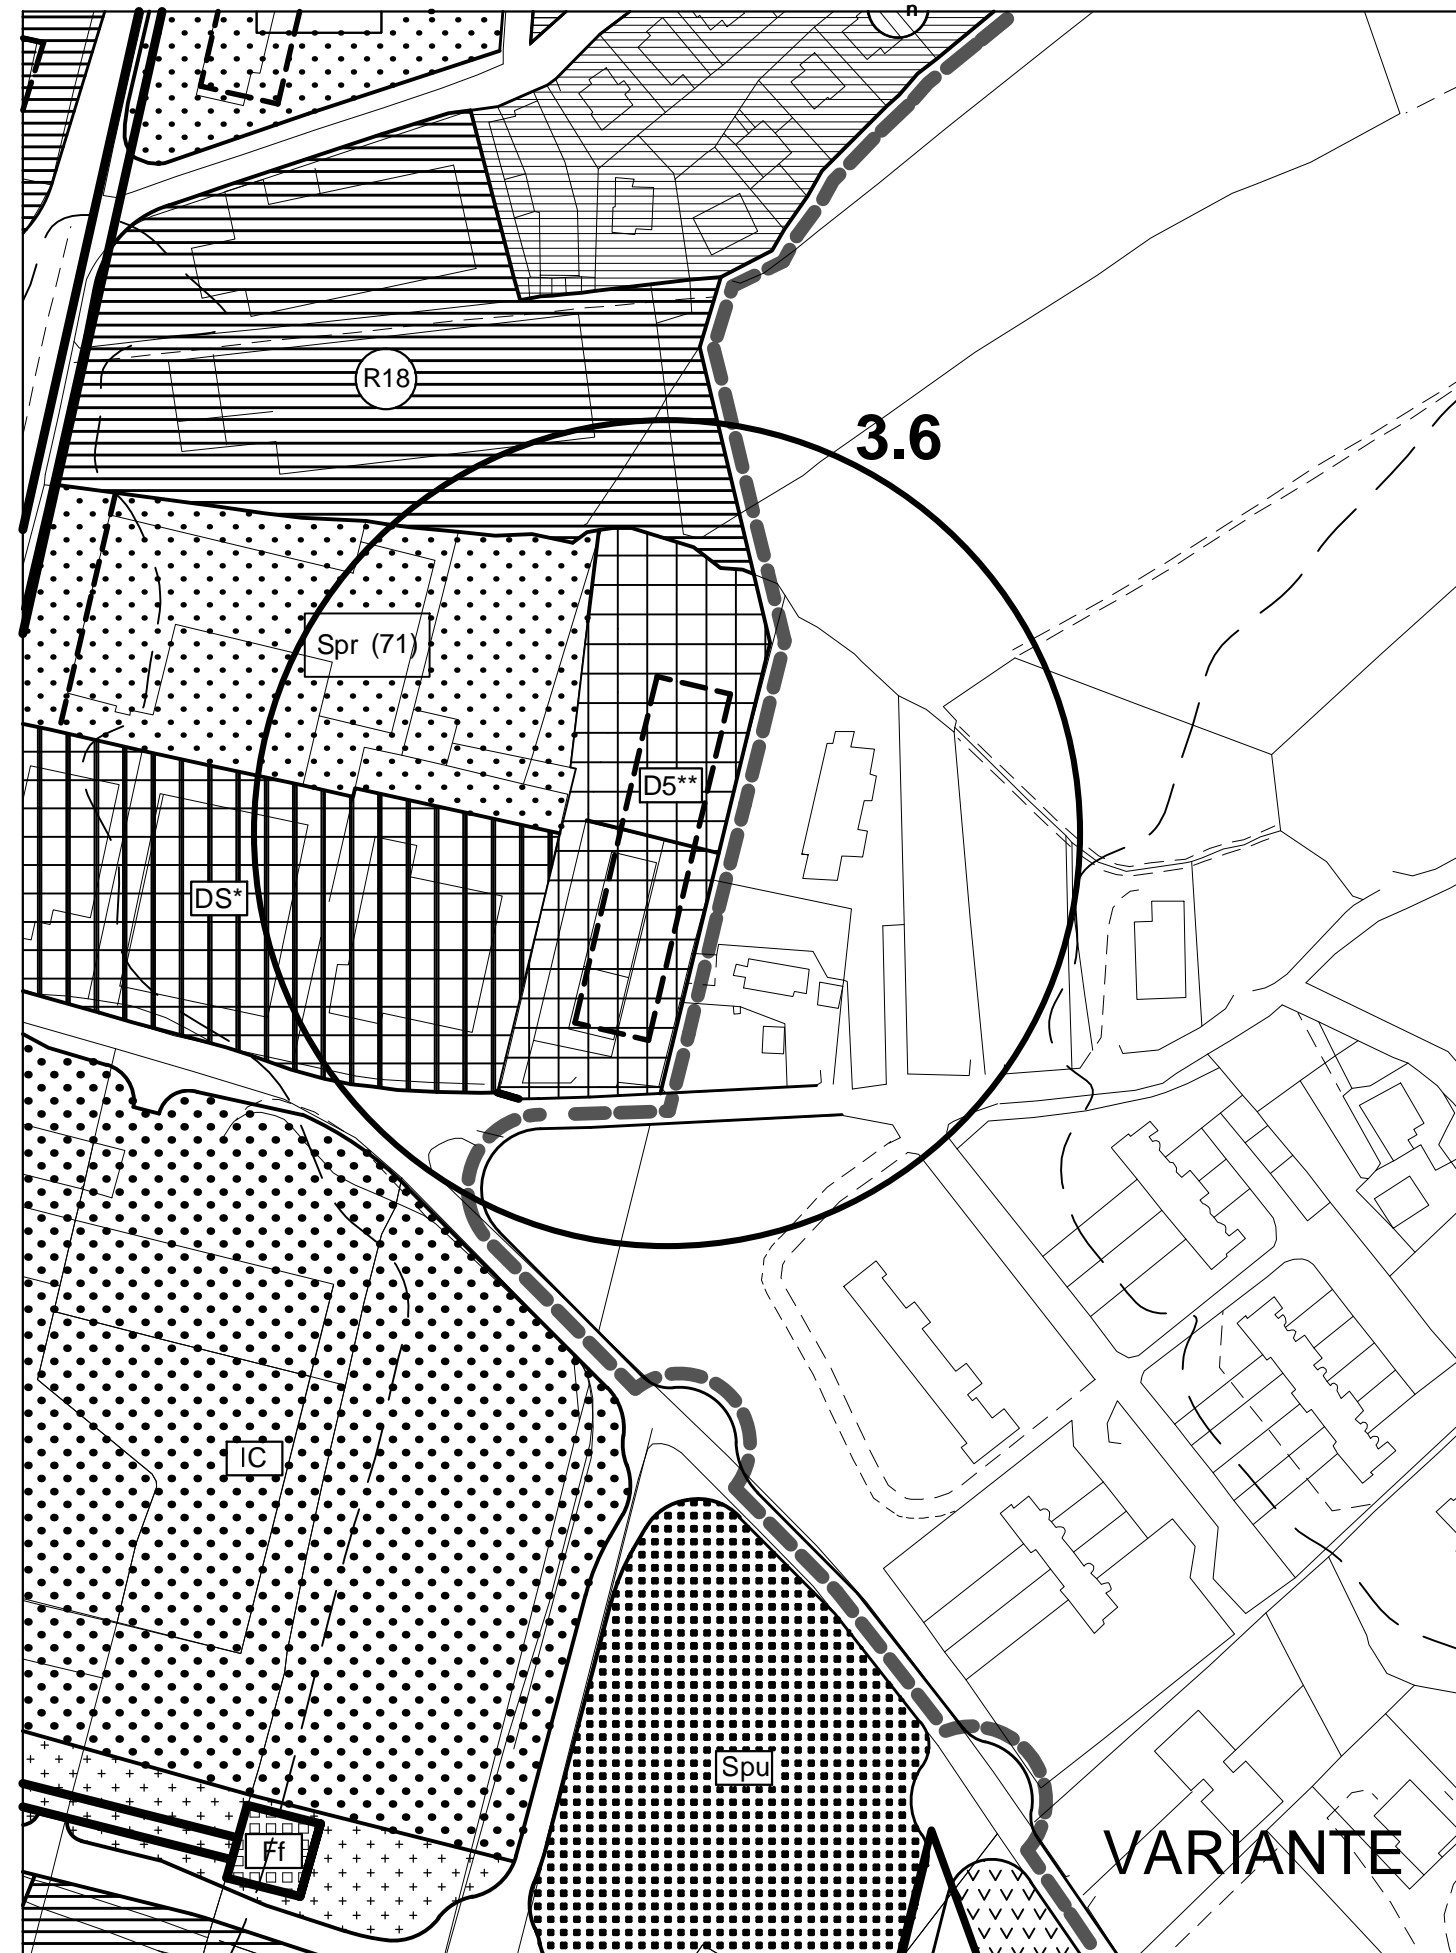 n
R18
3.6
Spr (71)
D5**
DS*
IC
Spu
Ff
VARIANTE